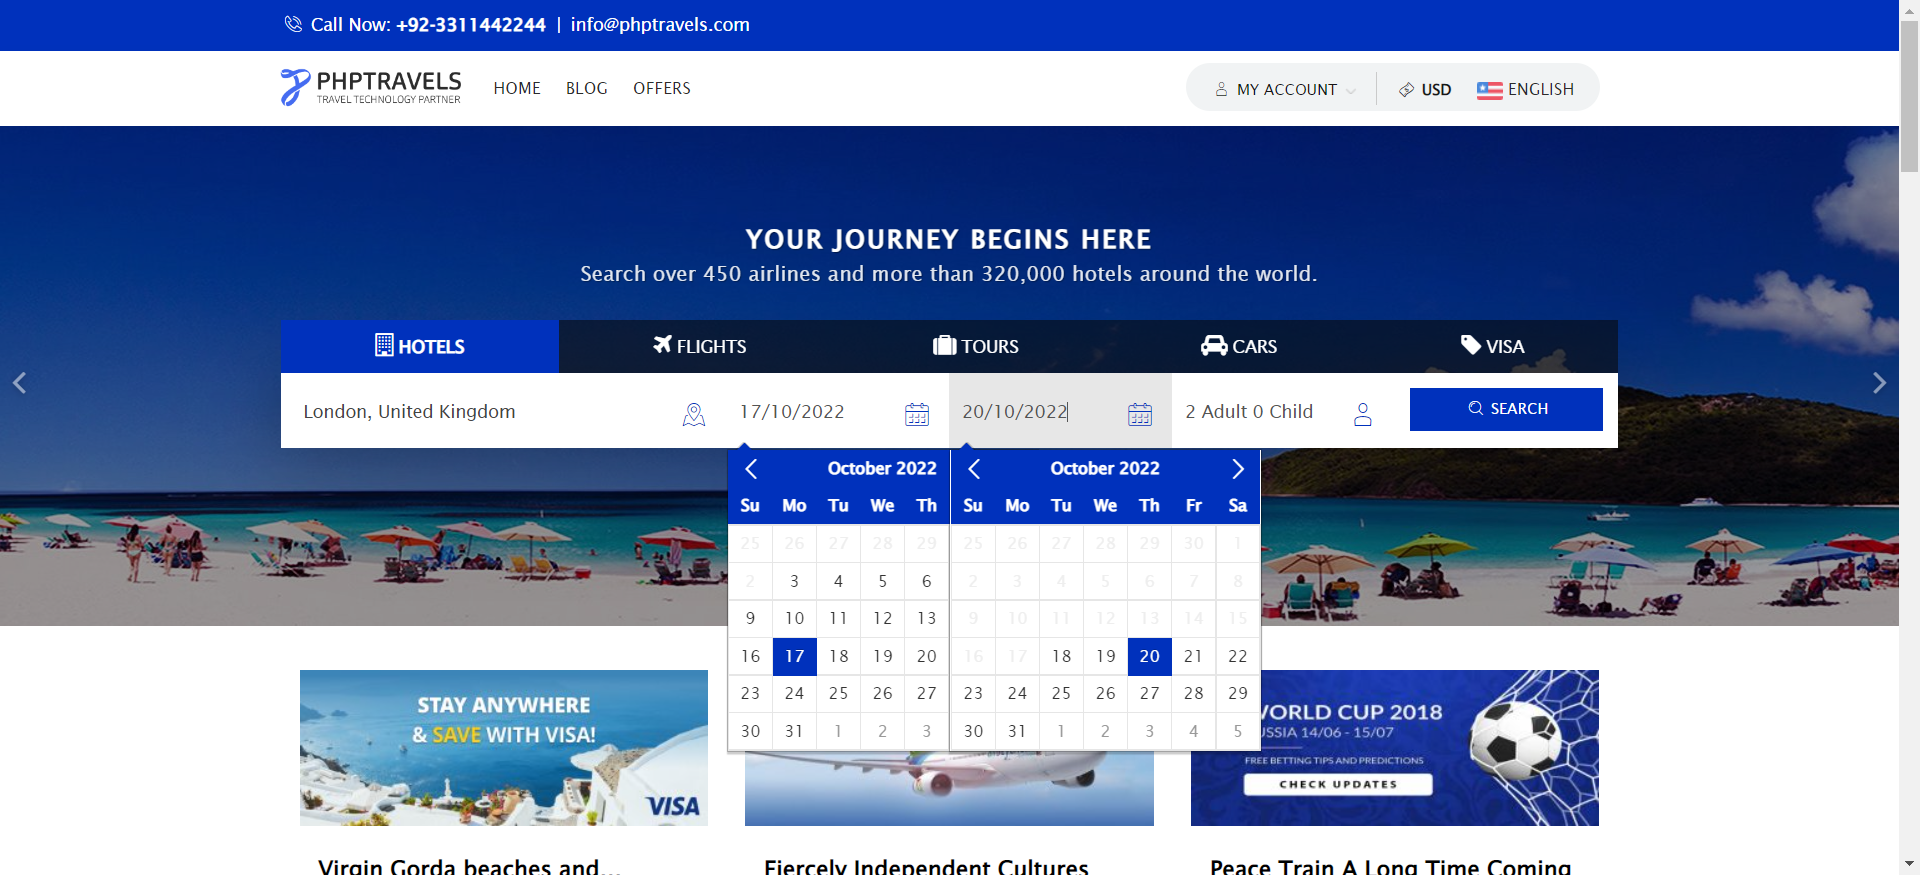 Call Now: +92-3311442244 | info@phptravels.com
PHPTRAVELS
TRAVEL TECHNOLOGY PARTNER
HOME BLOG OFFERS
MY ACCOUNT USD ENGLISH
YOUR JOURNEY BEGINS HERE
Search over 450 airlines and more than 320,000 hotels around the world.
HOTELS FLIGHTS TOURS CARS VISA
London, United Kingdom 17/10/2022 20/10/2022 2 Adult 0 Child SEARCH
October 2022
Su Mo Tu We Th
25 26 27 28 29
2 3 4 5 6
9 10 11 12 13
16 17 18 19 20
23 24 25 26 27
30 31 1 2 3
October 2022
Su Mo Tu We Th Fr Sa
25 26 27 28 29 30 1
2 3 4 5 6 7 8
9 10 11 12 13 14 15
16 17 18 19 20 21 22
23 24 25 26 27 28 29
30 31 1 2 3 4 5
STAY ANYWHERE
& SAVE WITH VISA!
VISA
WORLD CUP 2018
RUSSIA 14/06 - 15/07
FREE BETTING TIPS AND PREDICTIONS
CHECK UPDATES
Virgin Gorda beaches and...
Fiercely Independent Cultures
Peace Train A Long Time Coming